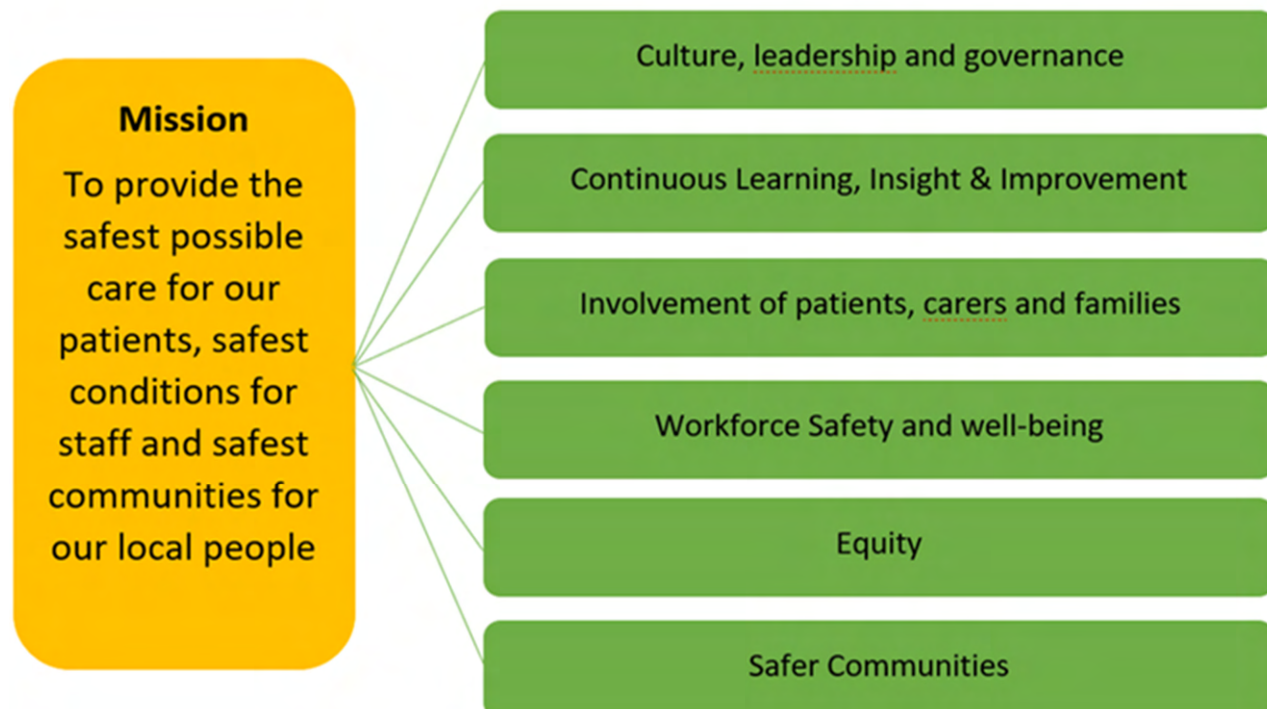 Mission
To provide the
safest possible
care for our
patients, safest
conditions for
staff and safest
communities for
our local people
Culture, leadership and governance
Continuous Learning, Insight & Improvement
Involvement of patients, carers and families
Workforce Safety and well-being
Equity
Safer Communities